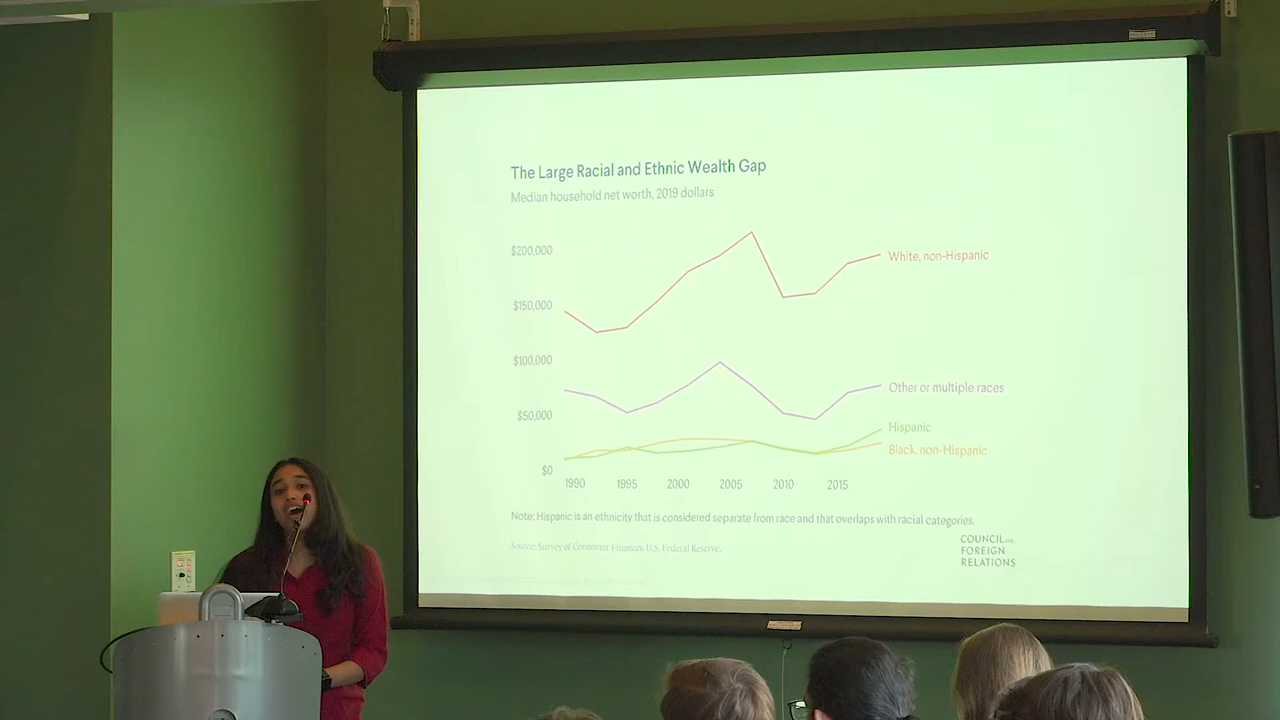 The Large Racial and Ethnic Wealth Gap
Median household net worth, 2019 dollars
$200,000
$150,000
$100,000
$50,000
$0
1990 1995 2000 2005 2010 2015
White, non-Hispanic
Other or multiple races
Hispanic
Black, non-Hispanic
Note: Hispanic is an ethnicity that is considered separate from race and that overlaps with racial categories.
Source: Survey of Consumer Finances, U.S. Federal Reserve.
COUNCIL on
FOREIGN
RELATIONS